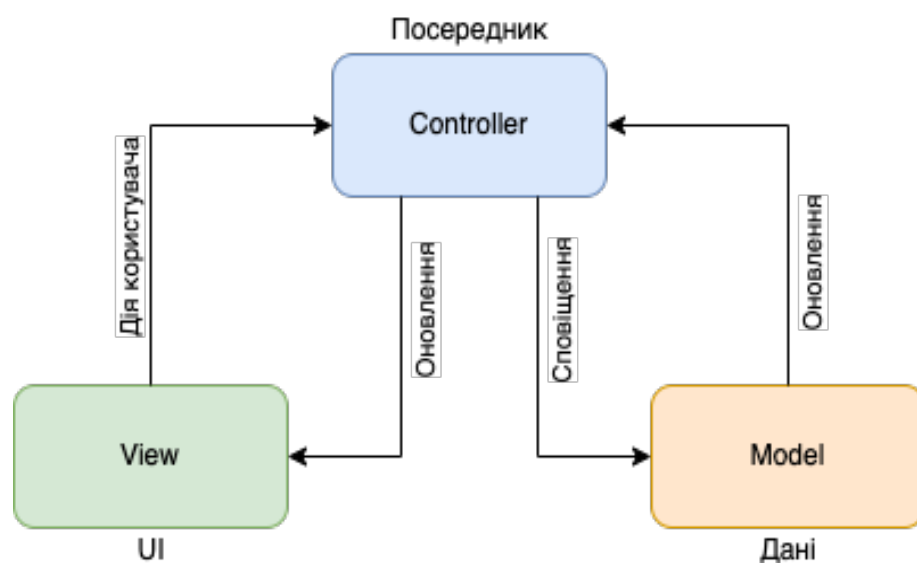 Посередник
Controller
Дія користувача
Оновлення
Сповіщення
Оновлення
View
Model
UI
Дані